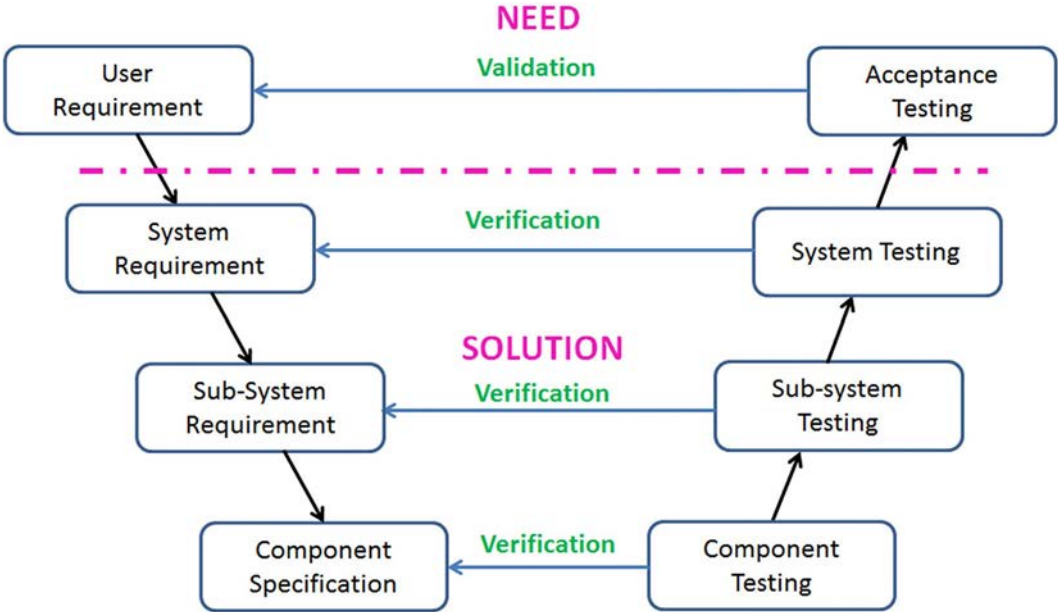 NEED
User
Requirement
Validation
Acceptance
Testing
System
Requirement
Verification
System Testing
SOLUTION
Sub-System
Requirement
Verification
Sub-system
Testing
Component
Specification
Verification
Component
Testing